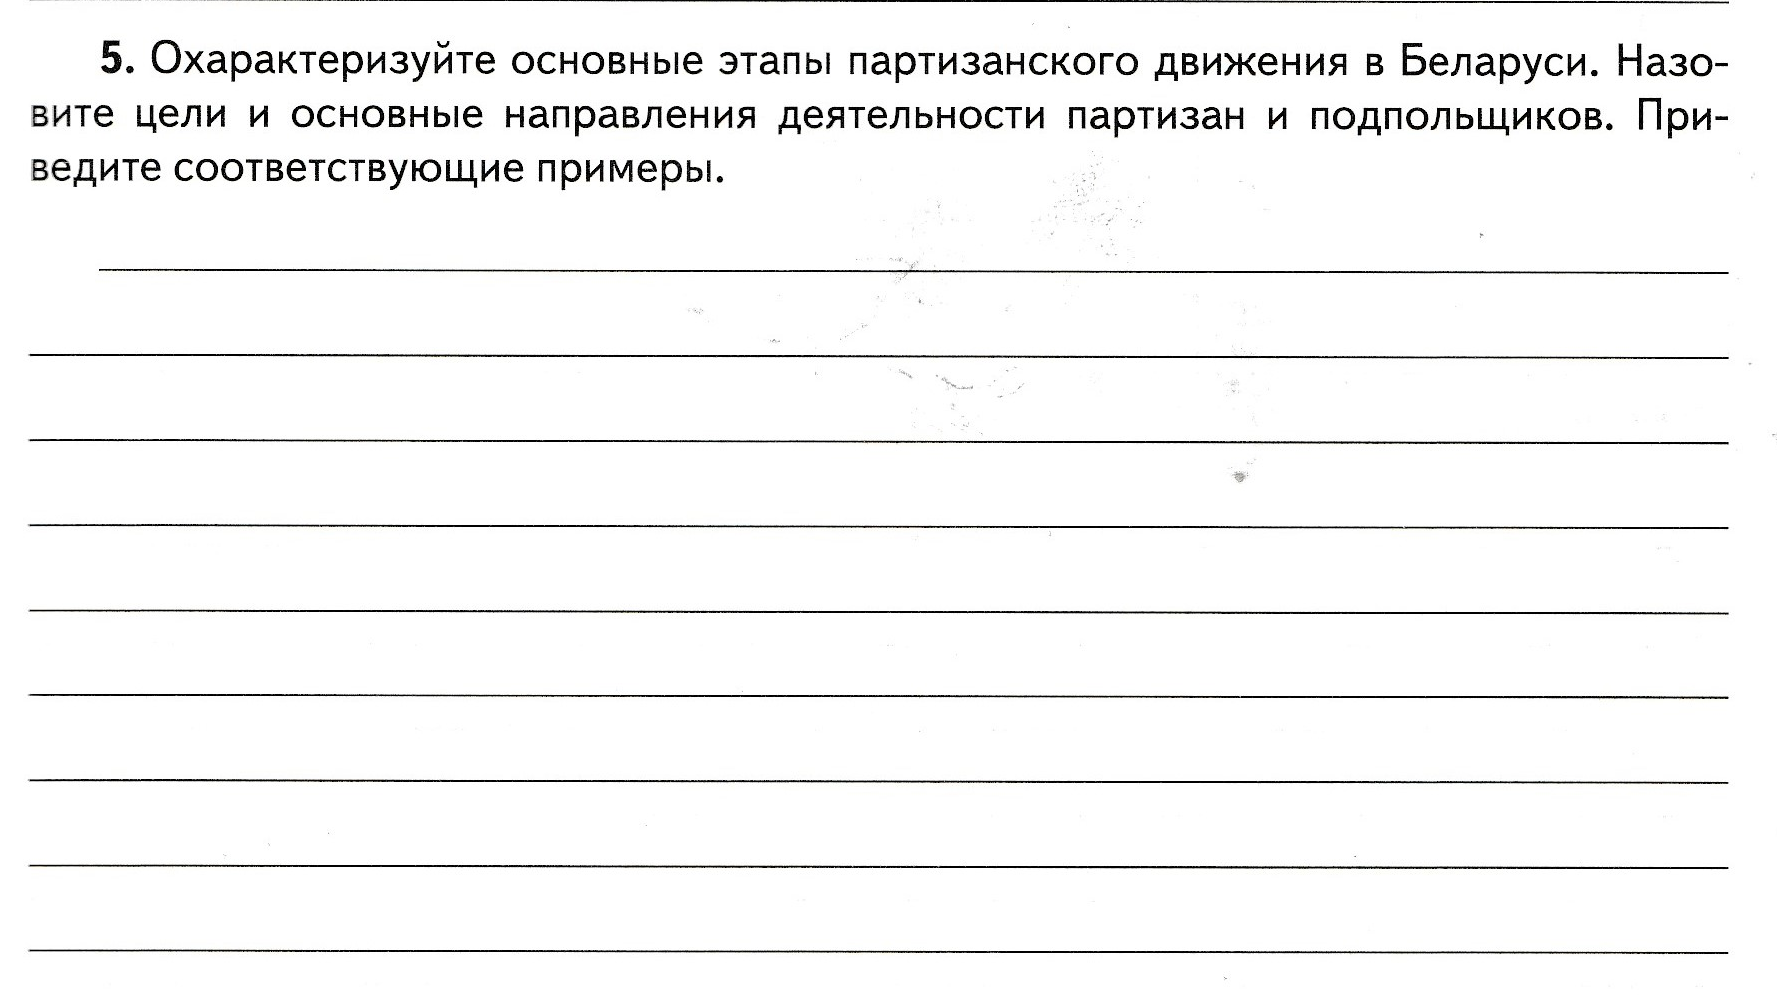 5. Охарактеризуйте основные этапы партизанского движения в Беларуси. Назо-
вите цели и основные направления деятельности партизан и подпольщиков. При-
ведите соответствующие примеры.